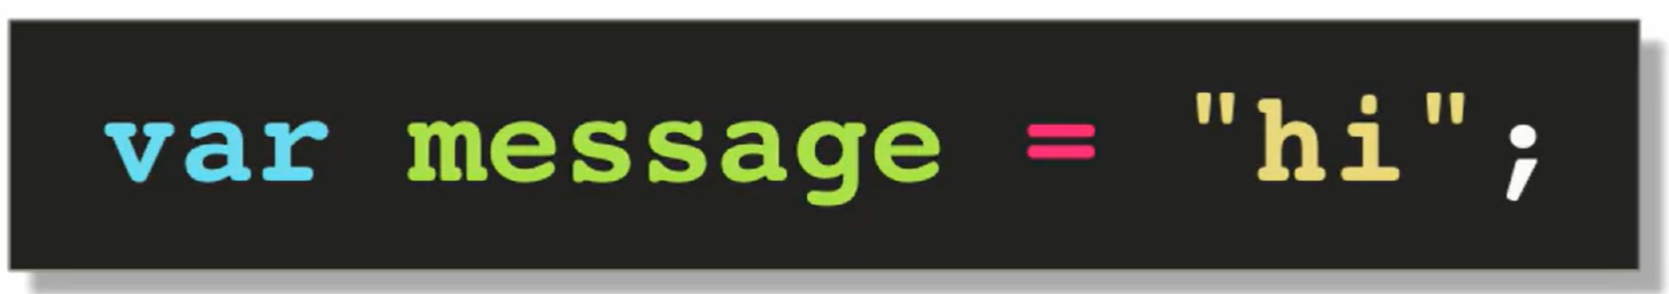 var message = "hi";